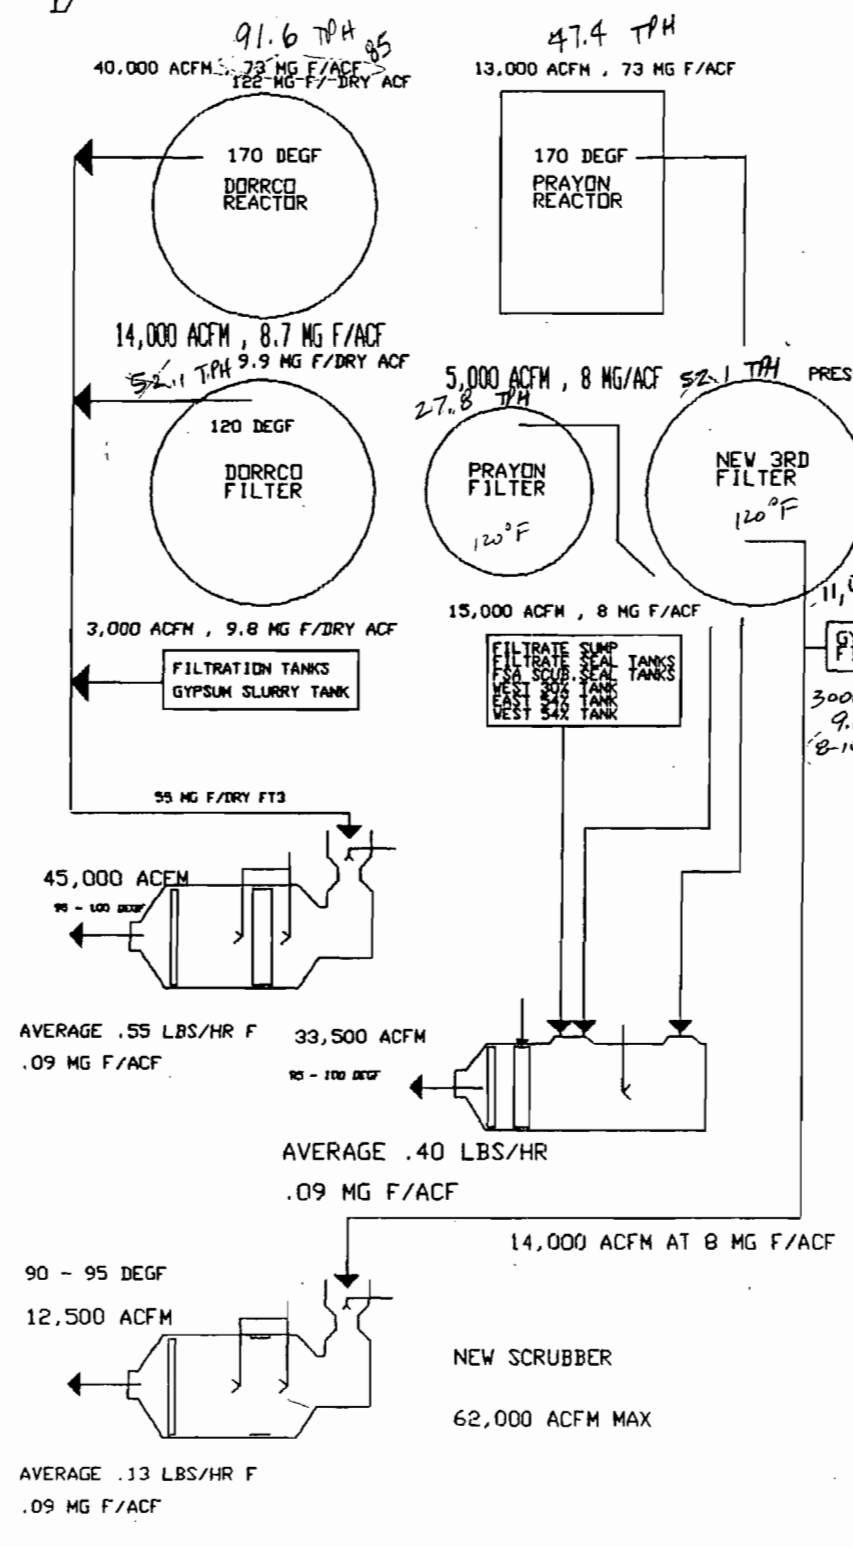 91.6 TPH
85
40,000 ACFM , 73 MG F/ACF
122 MG F/ DRY ACF
170 DEGF
DORRCO
REACTOR
47.4 TPH
13,000 ACFM , 73 MG F/ACF
170 DEGF
PRAYON
REACTOR
14,000 ACFM , 8.7 MG F/ACF
52.1 TPH 9.9 MG F/DRY ACF
120 DEGF
DORRCO
FILTER
5,000 ACFM , 8 MG/ACF
27.8 TPH
PRAYON
FILTER
120°F
52.1 TPH PRES
NEW 3RD
FILTER
120°F
11,
3,000 ACFM , 9.8 MG F/DRY ACF
FILTRATION TANKS
GYPSUM SLURRY TANK
15,000 ACFM , 8 MG F/ACF
FILTRATE SUMP
FILTRATE SEAL TANKS
FSA SCUB.SEAL TANKS
WEST 30% TANK
EAST 54% TANK
WEST 54% TANK
300
9.
8-1
55 MG F/DRY FT3
45,000 ACFM
95 - 100 DEGF
AVERAGE .55 LBS/HR F
.09 MG F/ACF
33,500 ACFM
95 - 100 DEGF
AVERAGE .40 LBS/HR
.09 MG F/ACF
14,000 ACFM AT 8 MG F/ACF
90 - 95 DEGF
12,500 ACFM
NEW SCRUBBER
62,000 ACFM MAX
AVERAGE .13 LBS/HR F
.09 MG F/ACF